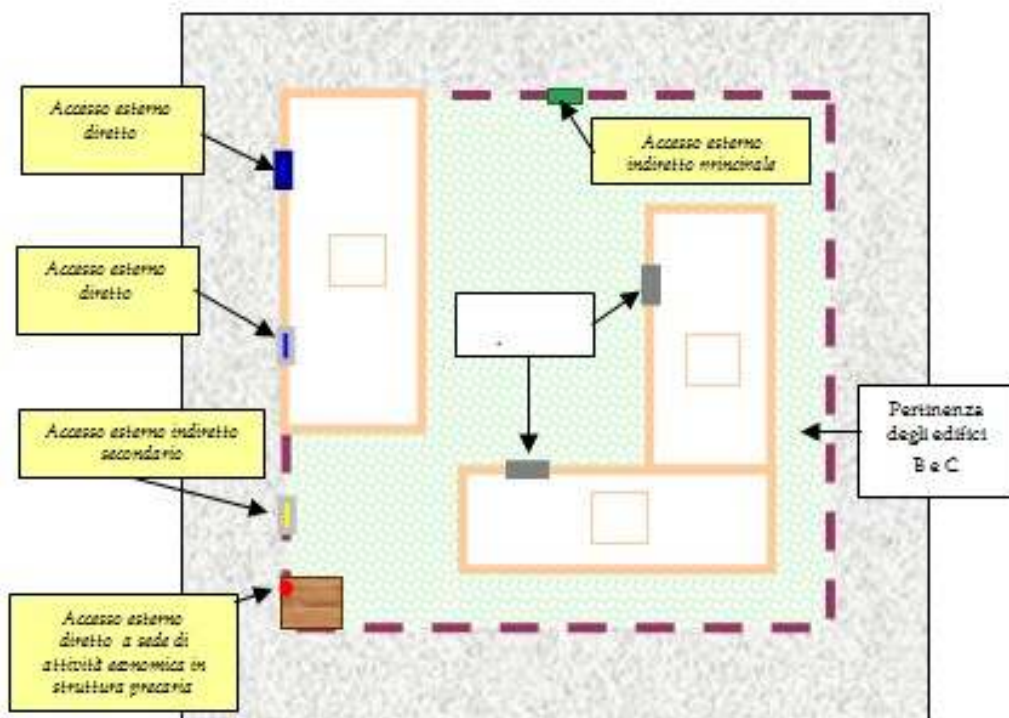 Accesso esterno
diretto
Accesso esterno
indiretto nrincinale
Accesso esterno
diretto
Accesso esterno indiretto
secondario
Pertinenza
degli edifici
B e C
Accesso esterno
diretto a sede di
attività economica in
struttura precaria